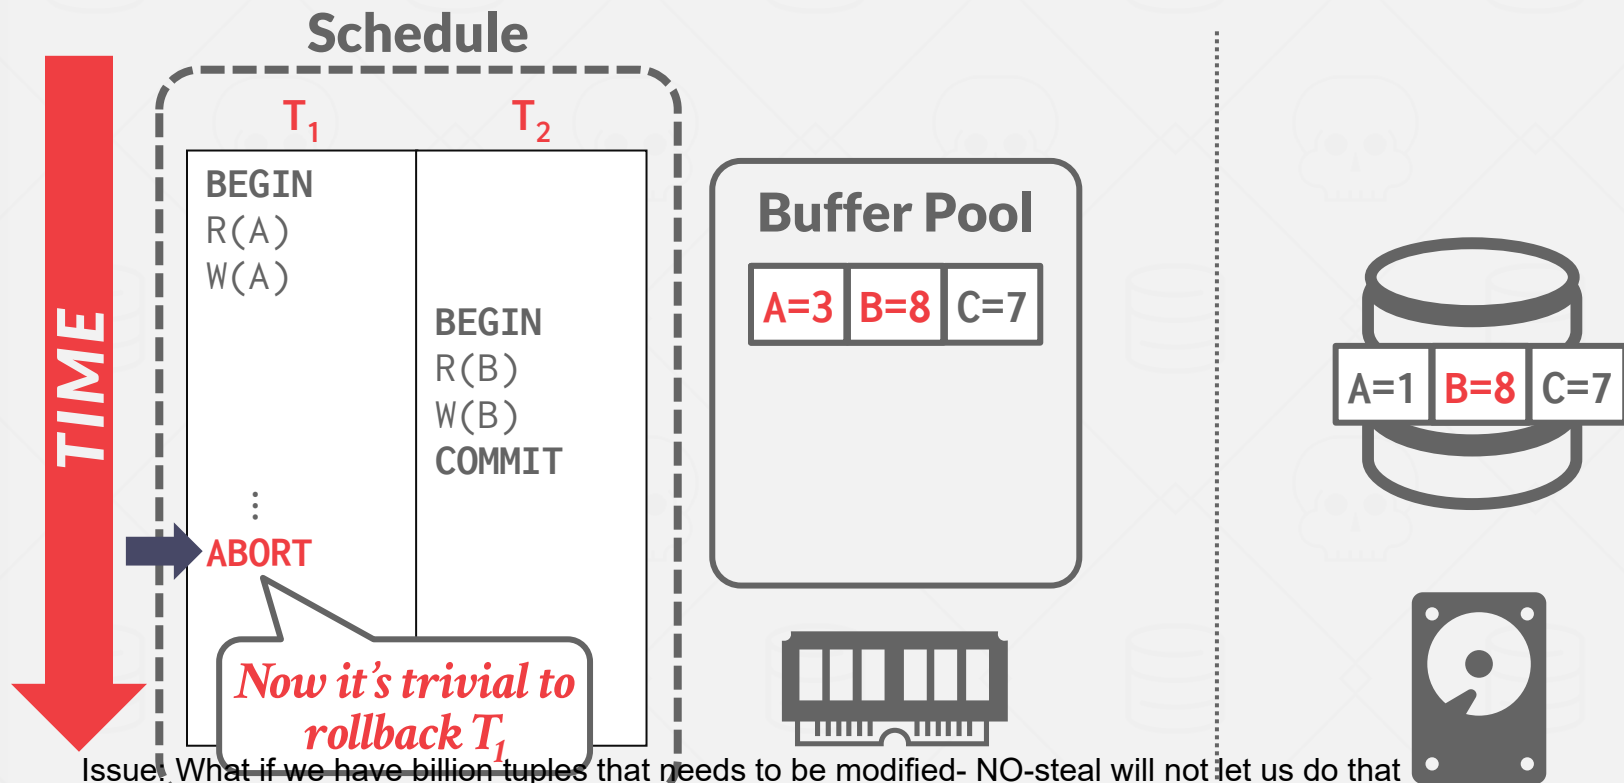 Schedule
T1 T2
BEGIN
R(A)
W(A)
BEGIN
R(B)
W(B)
COMMIT
⋮
ABORT
Now it's trivial to
rollback T1
TIME
Buffer Pool
A=3 B=8 C=7
A=1 B=8 C=7
Issue: What if we have billion tuples that needs to be modified- NO-steal will not let us do that